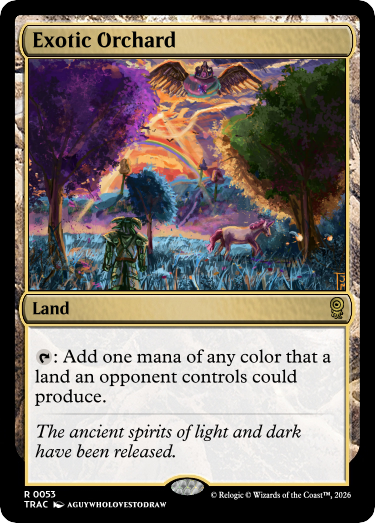 Exotic Orchard
Land
: Add one mana of any color that a
land an opponent controls could
produce.
The ancient spirits of light and dark
have been released.
R 0053
TRAC AGUYWHOLOVESTODRAW
© Relogic © Wizards of the Coast™, 2026